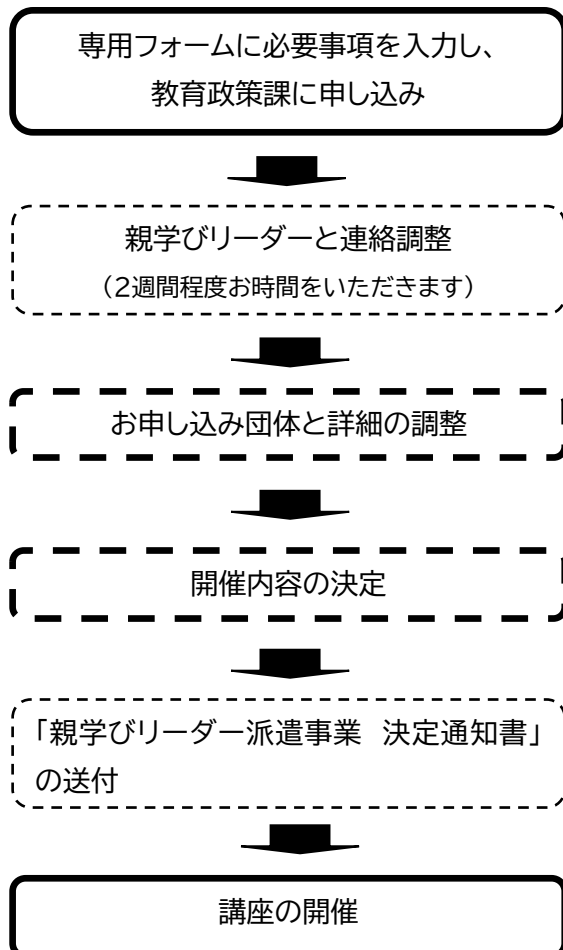 専用フォームに必要事項を入力し、
教育政策課に申し込み
親学びリーダーと連絡調整
（2週間程度お時間をいただきます）
お申し込み団体と詳細の調整
開催内容の決定
「親学びリーダー派遣事業　決定通知書」
の送付
講座の開催